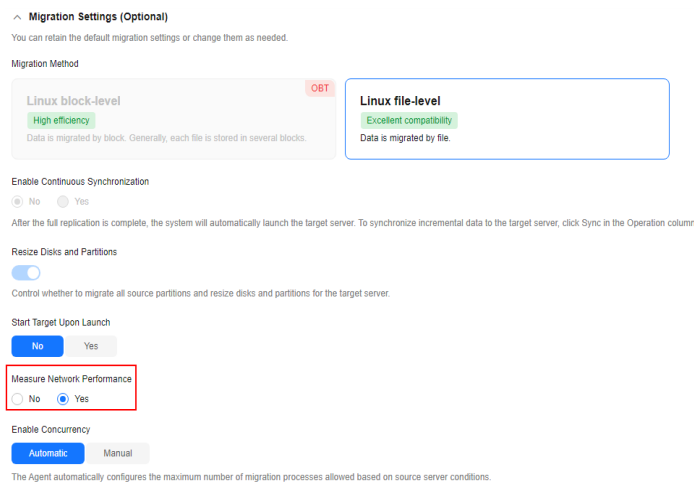 Migration Settings (Optional)
You can retain the default migration settings or change them as needed.
Migration Method
OBT
Linux block-level
High efficiency
Data is migrated by block. Generally, each file is stored in several blocks.
Linux file-level
Excellent compatibility
Data is migrated by file.
Enable Continuous Synchronization
No Yes
After the full replication is complete, the system will automatically launch the target server. To synchronize incremental data to the target server, click Sync in the Operation column
Resize Disks and Partitions
Control whether to migrate all source partitions and resize disks and partitions for the target server.
Start Target Upon Launch
No Yes
Measure Network Performance
No Yes
Enable Concurrency
Automatic Manual
The Agent automatically configures the maximum number of migration processes allowed based on source server conditions.